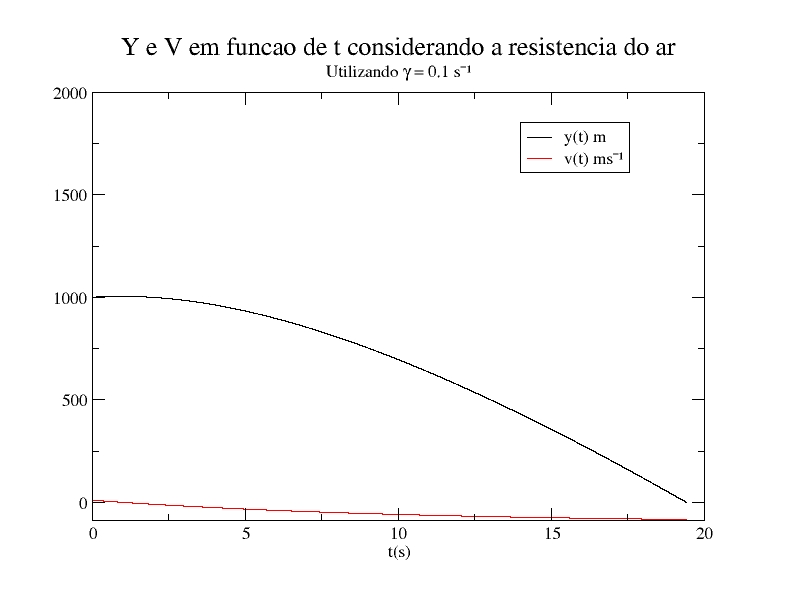 Y e V em funcao de t considerando a resistencia do ar
Utilizando γ = 0.1 s⁻¹
2000
y(t) m
v(t) ms⁻¹
1500
1000
500
0
0 5 10 15 20
t(s)